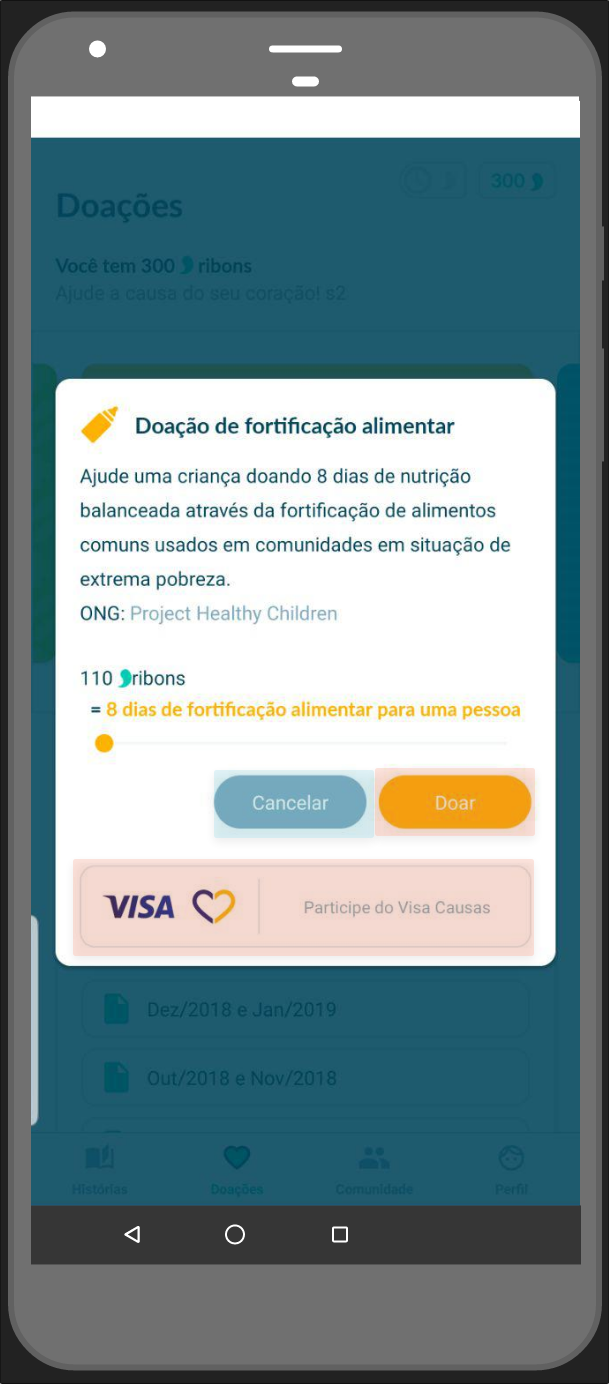 300
Doações
Você tem 300 ribons
Ajude a causa do seu coração! s2
Doação de fortificação alimentar
Ajude uma criança doando 8 dias de nutrição
balanceada através da fortificação de alimentos
comuns usados em comunidades em situação de
extrema pobreza.
ONG: Project Healthy Children
110 ribons
= 8 dias de fortificação alimentar para uma pessoa
Cancelar
Doar
VISA
Participe do Visa Causas
Dez/2018 e Jan/2019
Out/2018 e Nov/2018
Histórias
Doações
Comunidade
Perfil